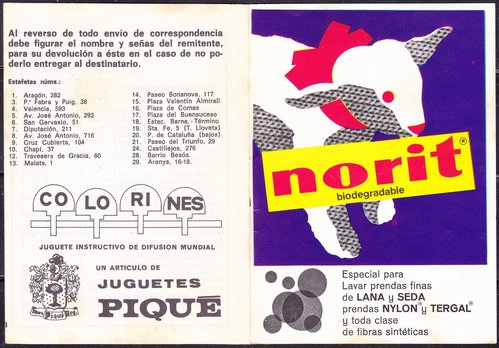 Al reverso de todo envío de correspondencia
debe figurar el nombre y señas del remitente,
para su devolución a éste en el caso de no po-
derlo entregar al destinatario.
Estafetas núms.:
1. Aragón, 282
3. P.º Fabra y Puig, 38
4. Valencia, 593
5. Av. José Antonio, 292
6. San Gervasio, 51
7. Diputación, 211
8. Av. José Antonio, 716
9. Cruz Cubierta, 104
10. Chapí, 37
12. Travesera de Gracia, 80
13. Maiats, 1
14. Paseo Bonanova, 117
15. Plaza Valentín Almirall
16. Plaza de Comas
17. Plaza del Buensuceso
18. Estac. Barna.-Término
19. Sta. Fe, 5 (T. Lloveta)
20. P. de Cataluña (bajos)
21. Paseo del Triunfo, 29
24. Castillejos, 276
28. Barrio Besós.
29. Arenys, 16-18.
CO LO RI NES
JUGUETE INSTRUCTIVO DE DIFUSION MUNDIAL
UN ARTICULO DE
JUGUETES
PIQUÉ
Piqué
norit®
biodegradable
Especial para
Lavar prendas finas
de LANA y SEDA
prendas NYLON® y TERGAL®
y toda clase
de fibras sintéticas